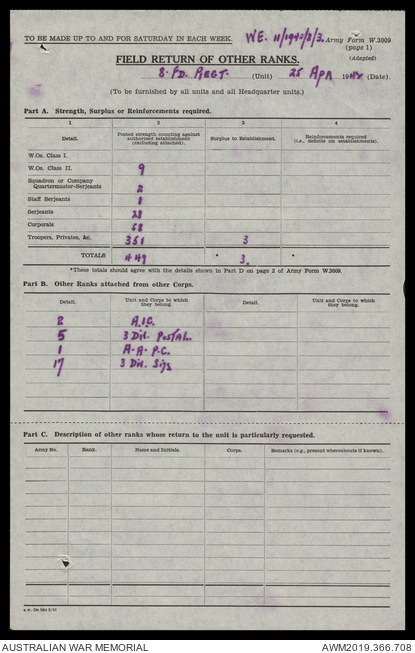 TO BE MADE UP TO AND FOR SATURDAY IN EACH WEEK. WE. 11/1940/8/3. Army Form W.3009
(page 1)
(Adapted)
FIELD RETURN OF OTHER RANKS.
8. FD. REGT. (Unit) 25 APR (Date).
(To be furnished by all units and all Headquarter units.)
Part A. Strength, Surplus or Reinforcements required.
1 2 3 4
Detail. Posted strength counting against authorized establishment (excluding attached). Surplus to Establishment. Reinforcements required (i.e., deficits on establishments).
W.Os. Class I.
W.Os. Class II. 9
Squadron or Company
Quartermaster-Serjeants 2
Staff Serjeants 1
Serjeants 28
Corporals 58
Troopers, Privates, &c. 351 3
TOTALS 449 * 3. *
*These totals should agree with the details shown in Part D on page 2 of Army Form W.3009.
Part B. Other Ranks attached from other Corps.
Detail. Unit and Corps to which they belong. Detail. Unit and Corps to which they belong.
2 A.I.C.
5 3 Div. POSTAL.
1 A.A.P.C.
17 3 Div. Sigs
Part C. Description of other ranks whose return to the unit is particularly requested.
Army No. Rank. Name and Initials. Corps. Remarks (e.g., present whereabouts if known).
AUSTRALIAN WAR MEMORIAL AWM2019.366.708